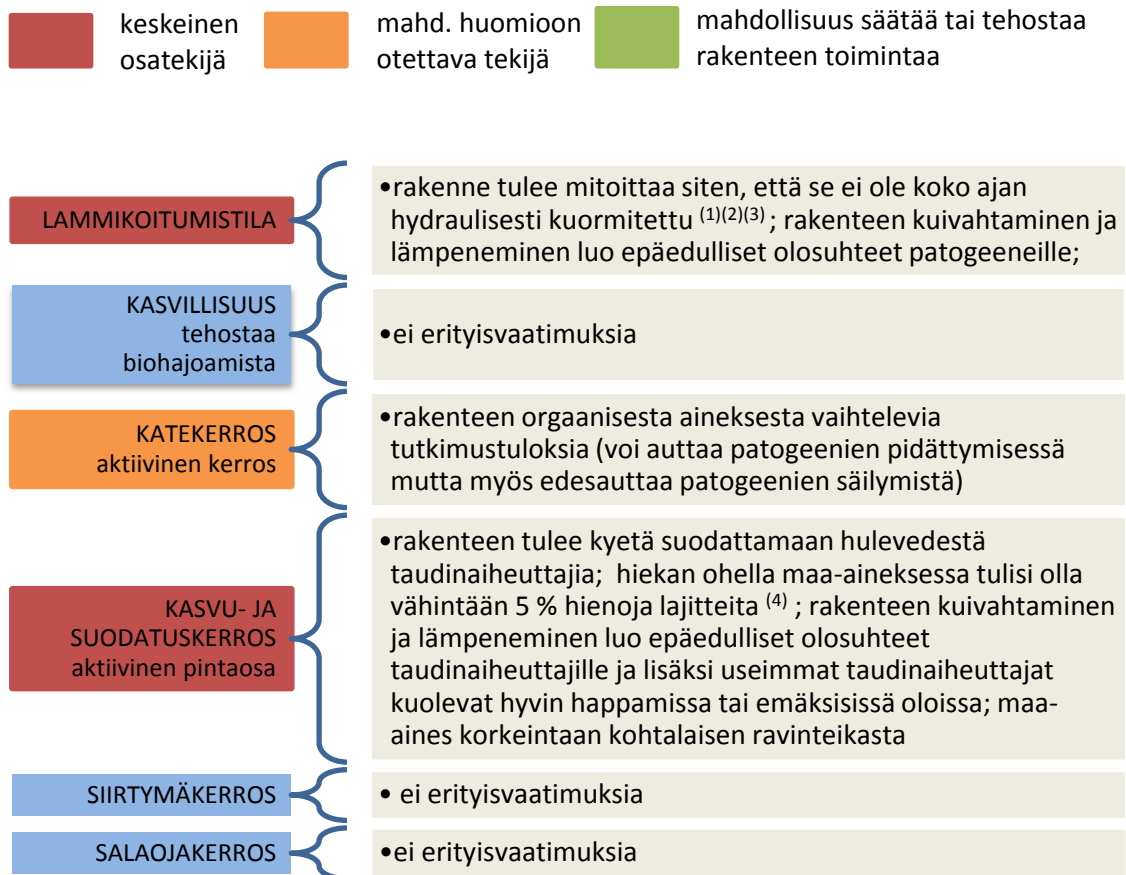 keskeinen
osatekijä
mahd. huomioon
otettava tekijä
mahdollisuus säätää tai tehostaa
rakenteen toimintaa
LAMMIKOITUMISTILA
•rakenne tulee mitoittaa siten, että se ei ole koko ajan
hydraulisesti kuormitettu (1)(2)(3) ; rakenteen kuivahtaminen ja
lämpeneminen luo epäedulliset olosuhteet patogeeneille;
KASVILLISUUS
tehostaa
biohajoamista
•ei erityisvaatimuksia
KATEKERROS
aktiivinen kerros
•rakenteen orgaanisesta aineksesta vaihtelevia
tutkimustuloksia (voi auttaa patogeenien pidättymisessä
mutta myös edesauttaa patogeenien säilymistä)
KASVU- JA
SUODATUSKERROS
aktiivinen pintaosa
•rakenteen tulee kyetä suodattamaan hulevedestä
taudinaiheuttajia; hiekan ohella maa-aineksessa tulisi olla
vähintään 5 % hienoja lajitteita (4) ; rakenteen kuivahtaminen
ja lämpeneminen luo epäedulliset olosuhteet
taudinaiheuttajille ja lisäksi useimmat taudinaiheuttajat
kuolevat hyvin happamissa tai emäksisissä oloissa; maa-
aines korkeintaan kohtalaisen ravinteikasta
SIIRTYMÄKERROS
• ei erityisvaatimuksia
SALAOJAKERROS
•ei erityisvaatimuksia